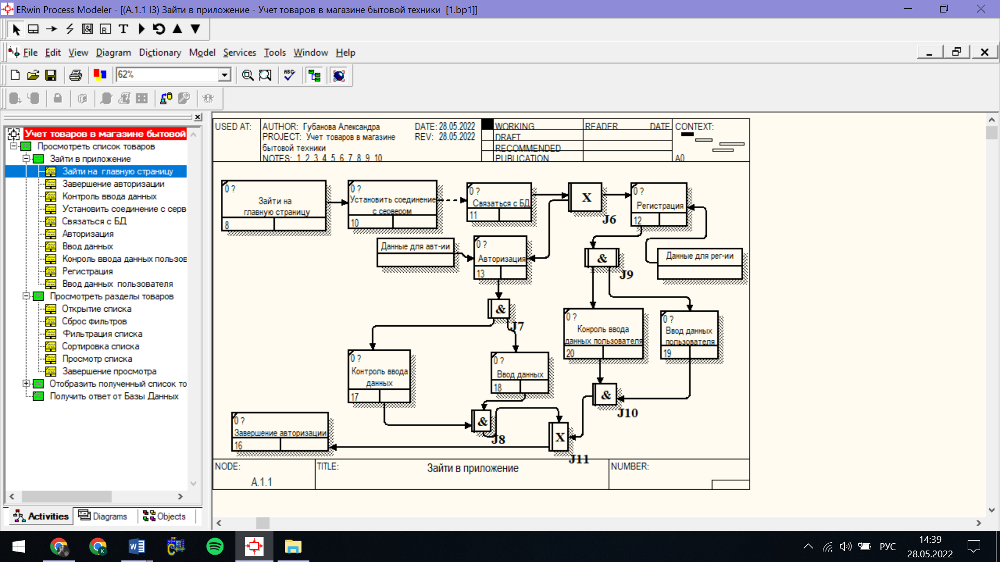 ERwin Process Modeler - [(A.1.1 I3) Зайти в приложение - Учет товаров в магазине бытовой техники  [1.bp1]]
File Edit View Diagram Dictionary Model Services Tools Window Help
62%
Учет товаров в магазине бытовой
Просмотреть список товаров
Зайти в приложение
Зайти на главную страницу
Завершение авторизации
Контроль ввода данных
Установить соединение с серв
Связаться с БД
Авторизация
Ввод данных
Конроль ввода данных пользов
Регистрация
Ввод данных пользователя
Просмотреть разделы товаров
Открытие списка
Сброс фильтров
Фильтрация списка
Сортировка списка
Просмотр списка
Завершение просмотра
Отобразить полученный список то
Получить ответ от Базы Данных
Activities Diagrams Objects
USED AT:
AUTHOR: Губанова Александра
PROJECT: Учет товаров в магазине
бытовой техники
NOTES: 1 2 3 4 5 6 7 8 9 10
DATE: 28.05.2022
REV: 28.05.2022
WORKING
DRAFT
RECOMMENDED
PUBLICATION
READER DATE
CONTEXT:
A0
0 ?
Зайти на
главную страницу
8
0 ?
Установить соединение
с сервером
10
0 ?
Связаться с БД
11
X
J6
0 ?
Регистрация
12
Данные для авт-ии
0 ?
Авторизация
13
&
J9
Данные для рег-ии
&
J7
0 ?
Конроль ввода
данных пользователя
20
0 ?
Ввод данных
пользователя
19
0 ?
Контроль ввода
данных
17
0 ?
Ввод данных
18
&
J10
0 ?
Завершение авторизации
16
&
J8
X
J11
NODE:
A.1.1
TITLE:
Зайти в приложение
NUMBER:
РУС
14:39
28.05.2022